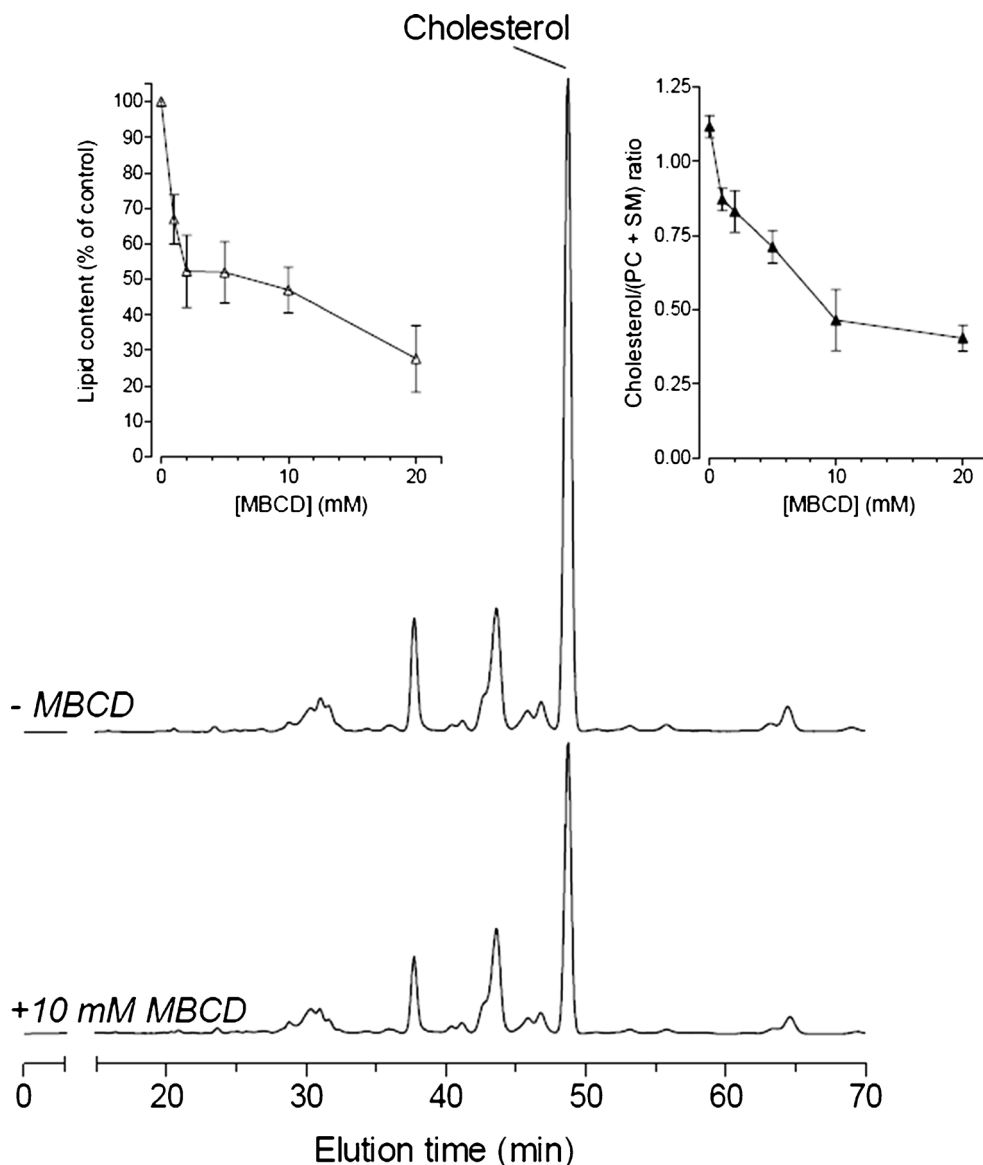 Cholesterol
Lipid content (% of control)
100
90
80
70
60
50
40
30
20
10
0
0 10 20
[MBCD] (mM)
Cholesterol/(PC + SM) ratio
1.25
1.00
0.75
0.50
0.25
0.00
0 10 20
[MBCD] (mM)
- MBCD
+10 mM MBCD
0 20 30 40 50 60 70
Elution time (min)